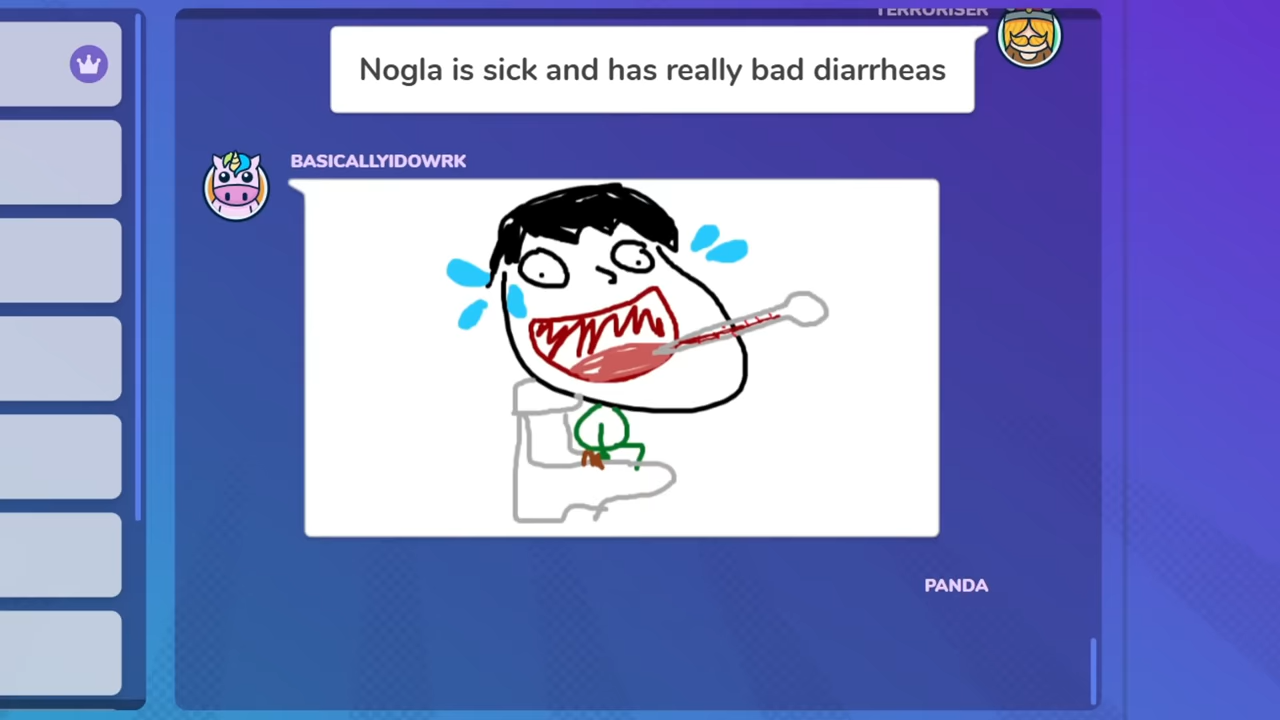 TERRORISER
Nogla is sick and has really bad diarrheas
BASICALLYIDOWRK
PANDA